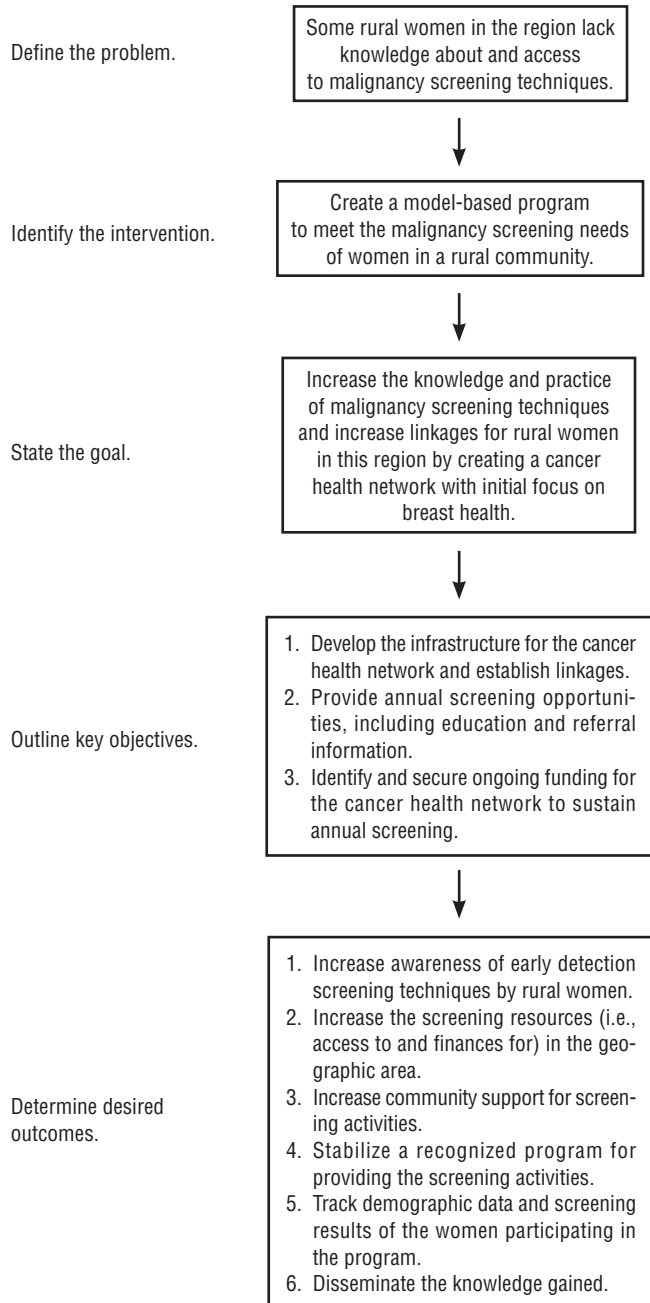 Define the problem.
Some rural women in the region lack
knowledge about and access
to malignancy screening techniques.
Identify the intervention.
Create a model-based program
to meet the malignancy screening needs
of women in a rural community.
State the goal.
Increase the knowledge and practice
of malignancy screening techniques
and increase linkages for rural women
in this region by creating a cancer
health network with initial focus on
breast health.
Outline key objectives.
1. Develop the infrastructure for the cancer
health network and establish linkages.
2. Provide annual screening opportuni-
ties, including education and referral
information.
3. Identify and secure ongoing funding for
the cancer health network to sustain
annual screening.
Determine desired
outcomes.
1. Increase awareness of early detection
screening techniques by rural women.
2. Increase the screening resources (i.e.,
access to and finances for) in the geo-
graphic area.
3. Increase community support for screen-
ing activities.
4. Stabilize a recognized program for
providing the screening activities.
5. Track demographic data and screening
results of the women participating in
the program.
6. Disseminate the knowledge gained.